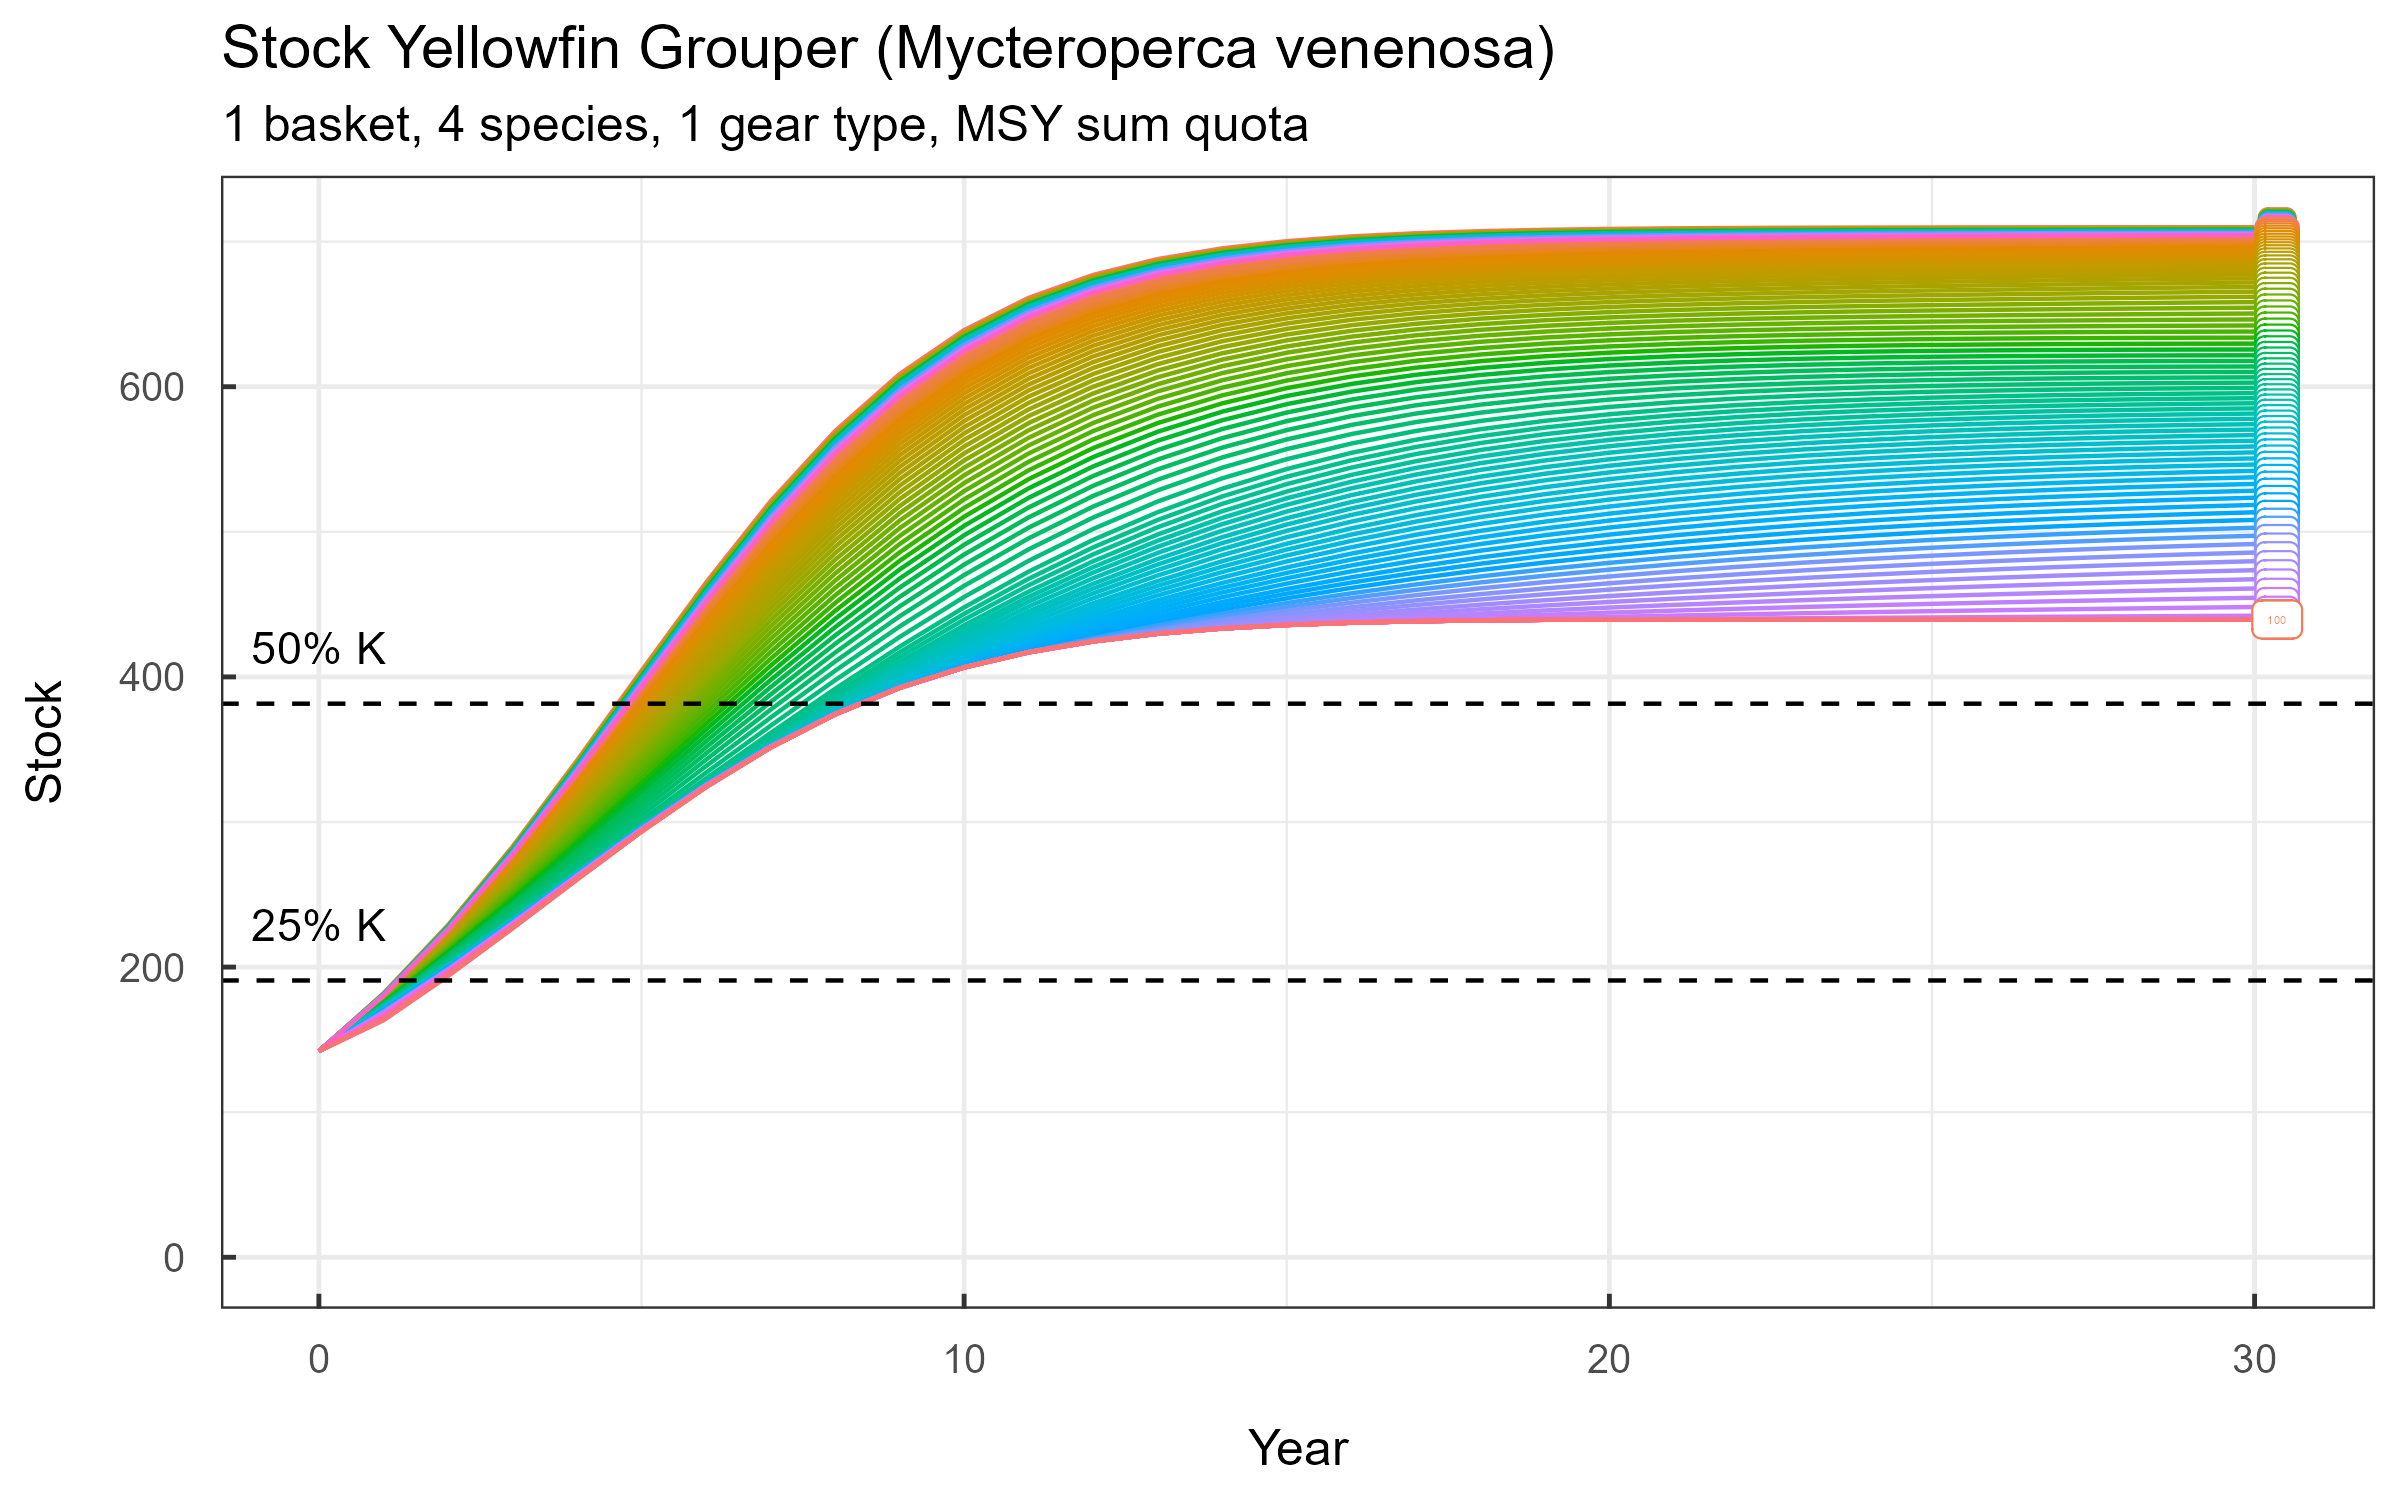 Stock Yellowfin Grouper (Mycteroperca venenosa)
1 basket, 4 species, 1 gear type, MSY sum quota
Stock
600
400
200
0
50% K
25% K
100
0
10
20
30
Year